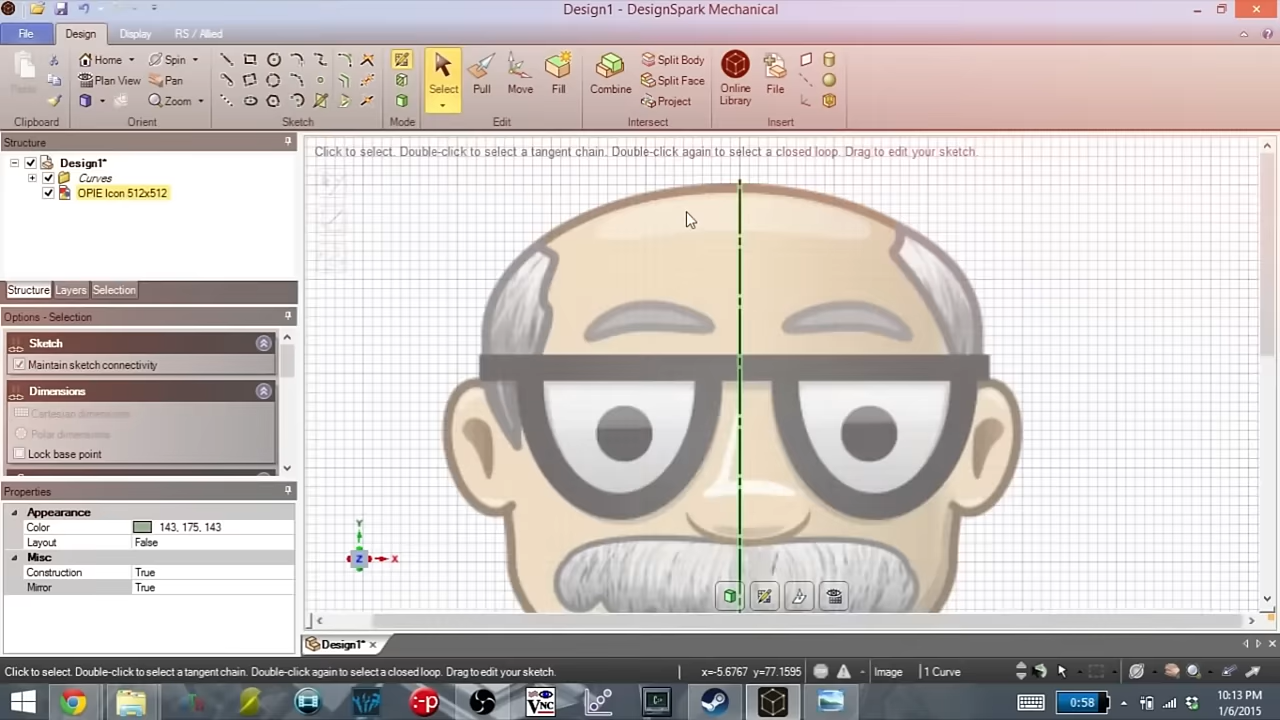 Design1 - DesignSpark Mechanical
File Design Display RS / Allied
Home Spin Split Body
Plan View Pan Split Face
Zoom Project
Paste Select Pull Move Fill Combine Online Library File
Clipboard Orient Sketch Mode Edit Intersect Insert
Structure
Design1*
Curves
OPIE Icon 512x512
Structure Layers Selection
Options - Selection
Sketch
Maintain sketch connectivity
Dimensions
Cartesian dimensions
Polar dimensions
Lock base point
Properties
Appearance
Color 143, 175, 143
Layout False
Misc
Construction True
Mirror True
Click to select. Double-click to select a tangent chain. Double-click again to select a closed loop. Drag to edit your sketch.
Y
Z X
Design1*
Click to select. Double-click to select a tangent chain. Double-click again to select a closed loop. Drag to edit your sketch.
x=-5.6767 y=77.1595 Image 1 Curve
0:58
10:13 PM
1/6/2015